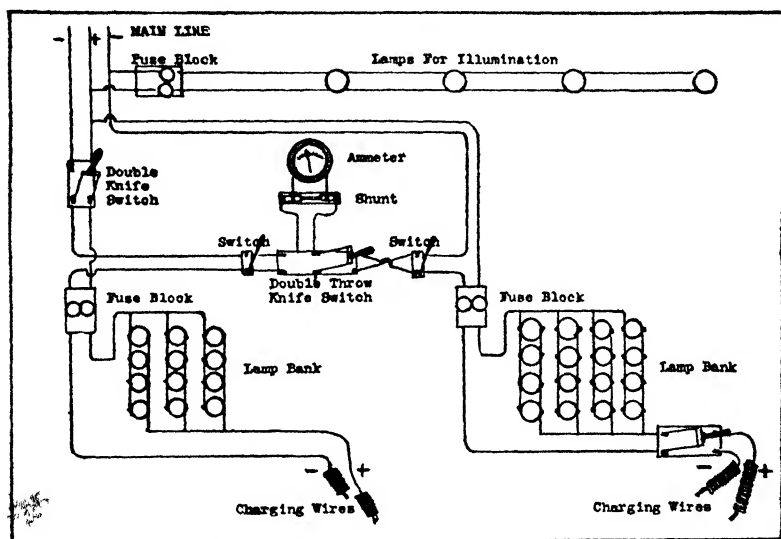 - + - MAIN LINE
Fuse Block
Lamps For Illumination
Ammeter
Double
Knife
Switch
Shunt
Switch
Switch
Double Throw
Knife Switch
Fuse Block
Fuse Block
Lamp Bank
Lamp Bank
- +
- +
Charging Wires
Charging Wires